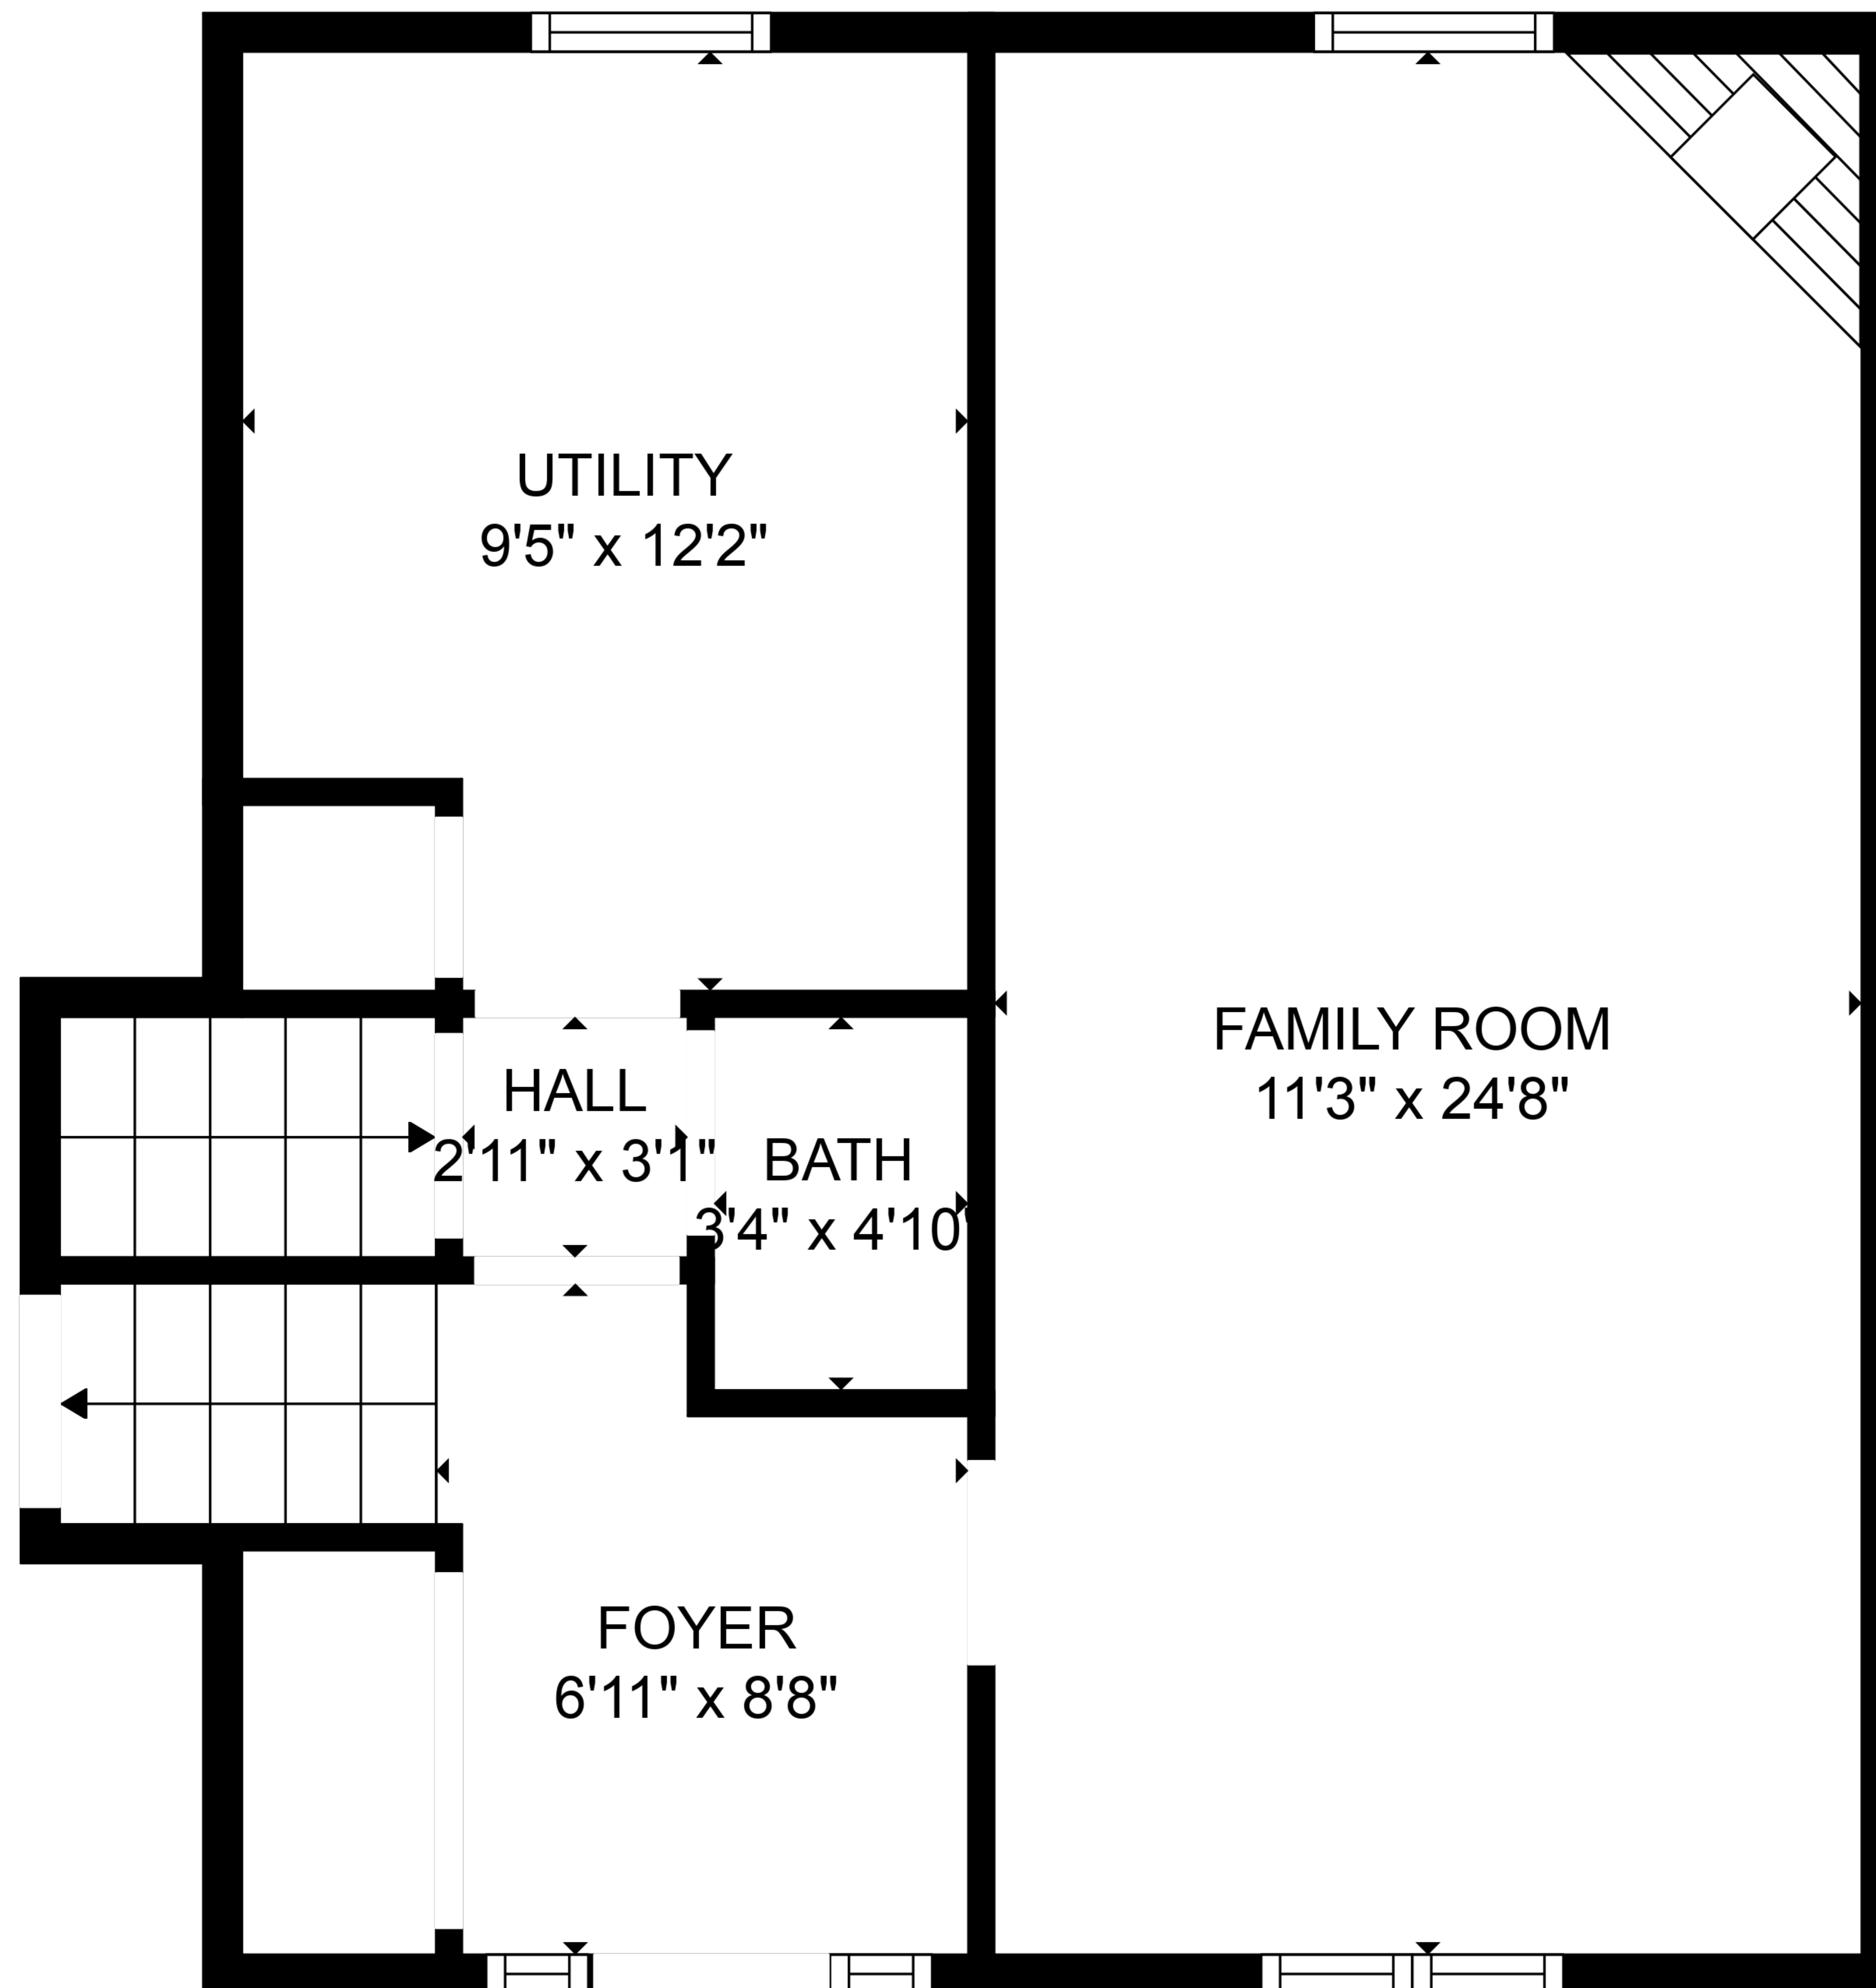 UTILITY
9'5" x 12'2"
FAMILY ROOM
11'3" x 24'8"
HALL
2'11" x 3'1"
BATH
3'4" x 4'10"
FOYER
6'11" x 8'8"